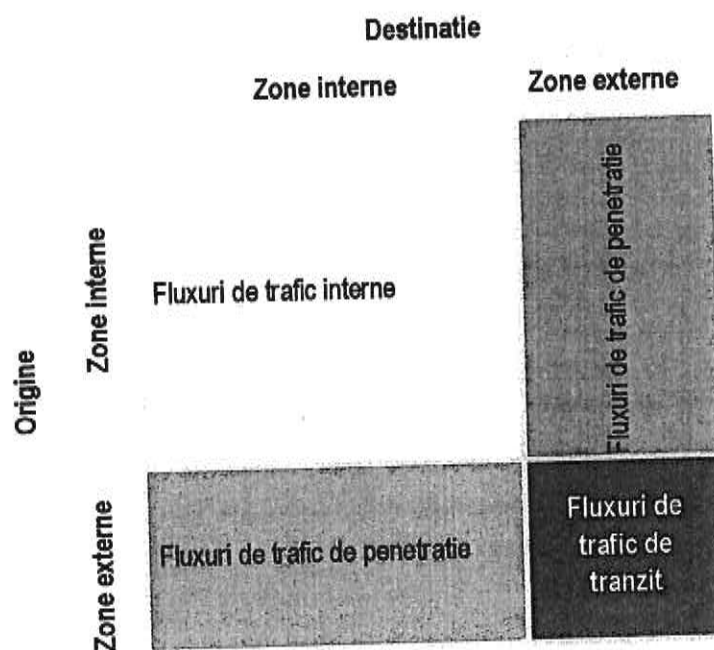 Destinatie
Zone interne
Zone externe
Origine
Zone interne
Fluxuri de trafic interne
Fluxuri de trafic de penetratie
Zone externe
Fluxuri de trafic de penetratie
Fluxuri de
trafic de
tranzit